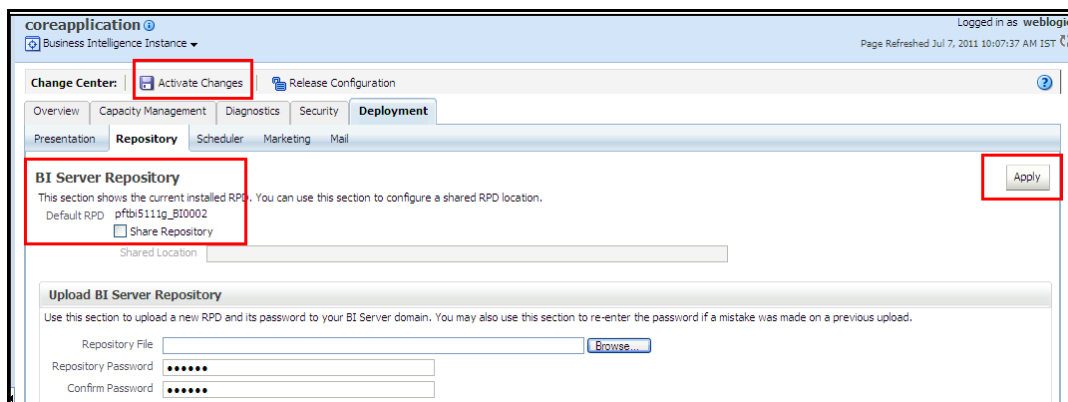 coreapplication
Logged in as weblogic
Business Intelligence Instance
Page Refreshed Jul 7, 2011 10:07:37 AM IST
Change Center: Activate Changes Release Configuration
Overview Capacity Management Diagnostics Security Deployment
Presentation Repository Scheduler Marketing Mail
BI Server Repository
Apply
This section shows the current installed RPD. You can use this section to configure a shared RPD location.
Default RPD pftbi5111g_BI0002
Share Repository
Shared Location
Upload BI Server Repository
Use this section to upload a new RPD and its password to your BI Server domain. You may also use this section to re-enter the password if a mistake was made on a previous upload.
Repository File Browse...
Repository Password ●●●●●●
Confirm Password ●●●●●●